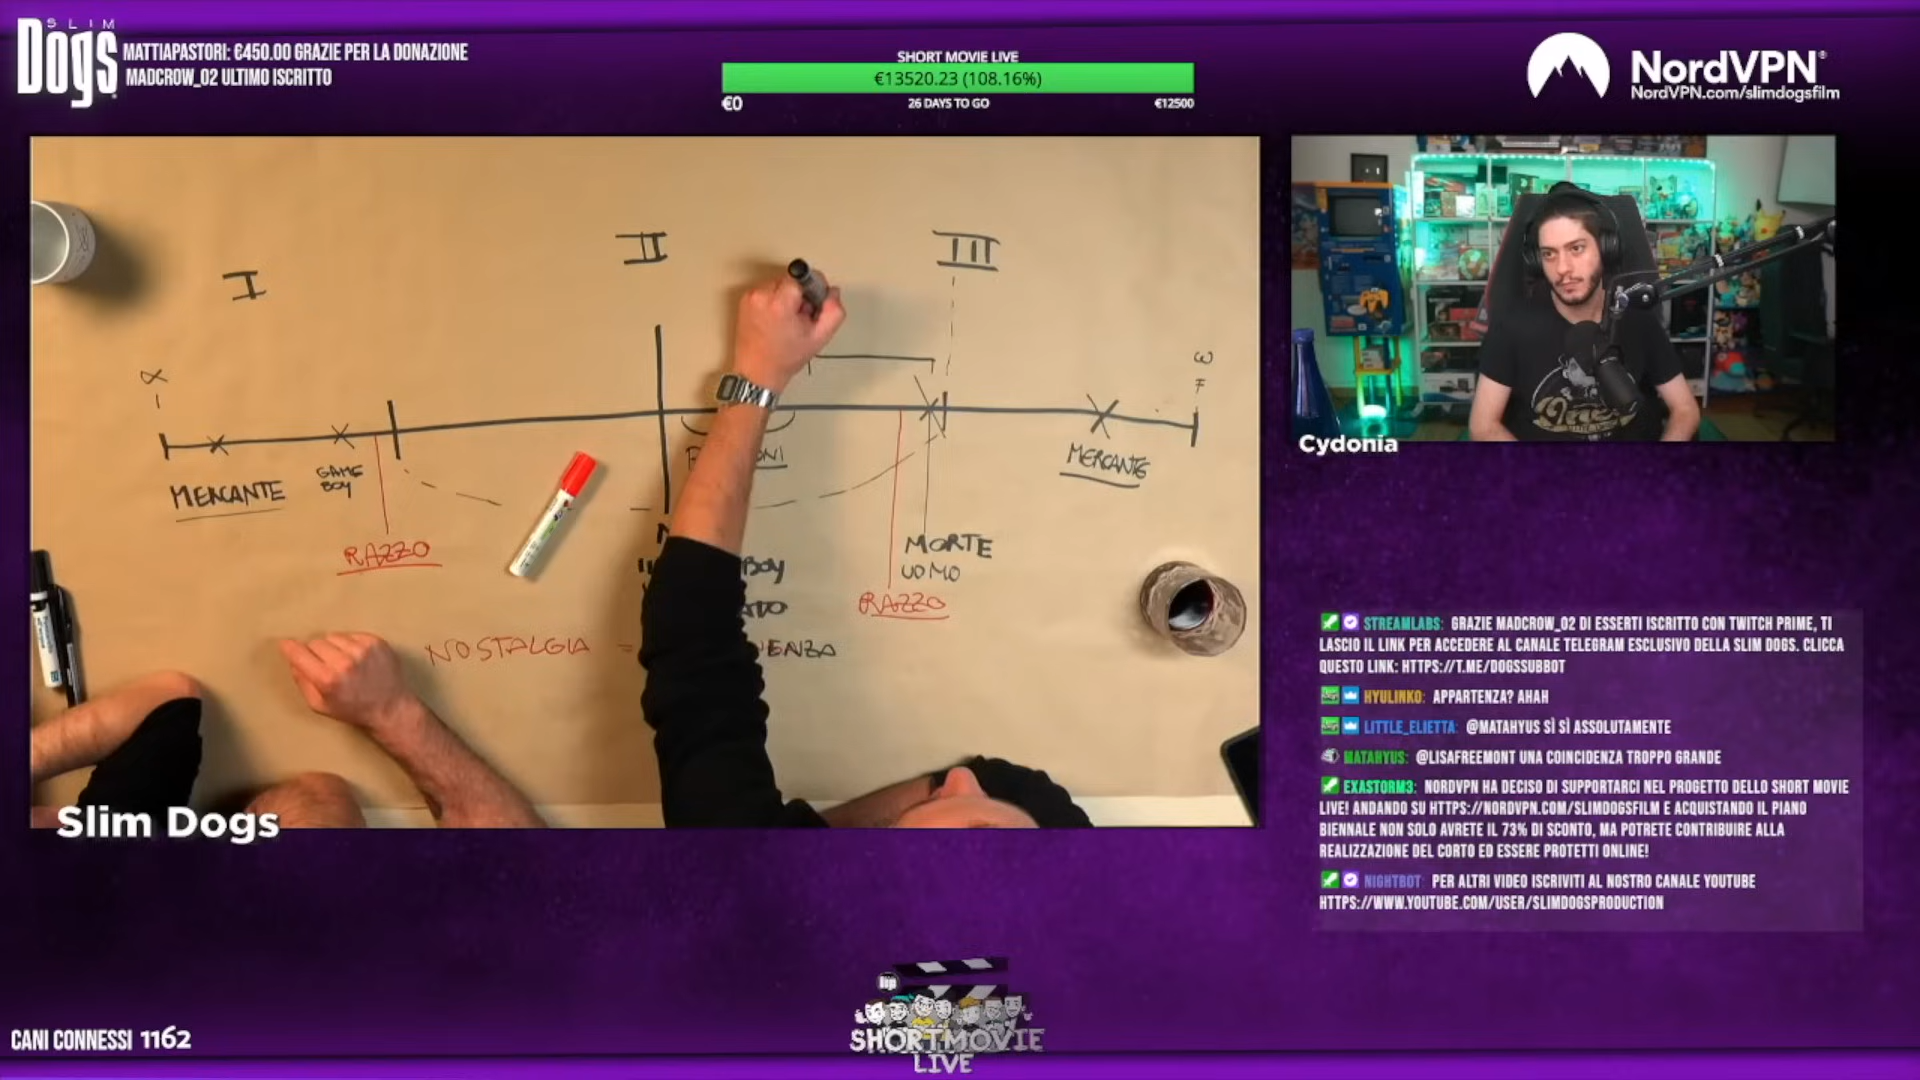 SLIM
Dogs
MATTIAPASTORI: €450.00 GRAZIE PER LA DONAZIONE
MADCROW_02 ULTIMO ISCRITTO
SHORT MOVIE LIVE
€13520.23 (108.16%)
€0
26 DAYS TO GO
€12500
NordVPN®
NordVPN.com/slimdogsfilm
I
II
III
α
ω
F
MERCANTE
GAME
BOY
RAZZO
MORTE
UOMO
RAZZO
MERCANTE
BOY
NOSTALGIA =
ENZA
Slim Dogs
Cydonia
STREAMLABS: GRAZIE MADCROW_02 DI ESSERTI ISCRITTO CON TWITCH PRIME, TI
LASCIO IL LINK PER ACCEDERE AL CANALE TELEGRAM ESCLUSIVO DELLA SLIM DOGS. CLICCA
QUESTO LINK: HTTPS://T.ME/DOGSSUBBOT
HYULINKO: APPARTENZA? AHAH
LITTLE_ELIETTA: @MATAHYUS SÌ SÌ ASSOLUTAMENTE
MATAHYUS: @LISAFREEMONT UNA COINCIDENZA TROPPO GRANDE
EXASTORM3: NORDVPN HA DECISO DI SUPPORTARCI NEL PROGETTO DELLO SHORT MOVIE
LIVE! ANDANDO SU HTTPS://NORDVPN.COM/SLIMDOGSFILM E ACQUISTANDO IL PIANO
BIENNALE NON SOLO AVRETE IL 73% DI SCONTO, MA POTRETE CONTRIBUIRE ALLA
REALIZZAZIONE DEL CORTO ED ESSERE PROTETTI ONLINE!
NIGHTBOT: PER ALTRI VIDEO ISCRIVITI AL NOSTRO CANALE YOUTUBE
HTTPS://WWW.YOUTUBE.COM/USER/SLIMDOGSPRODUCTION
CANI CONNESSI 1162
SHORTMOVIE
LIVE